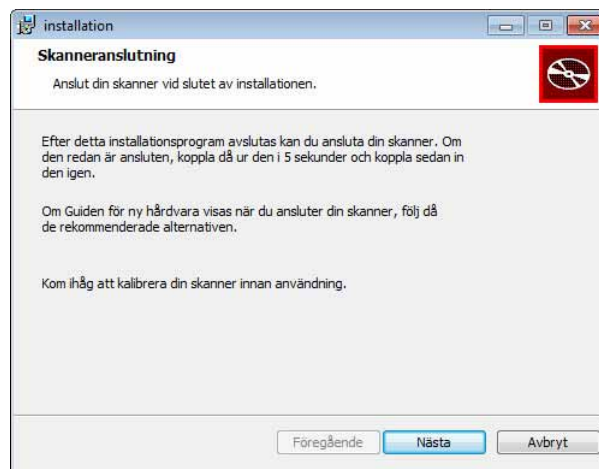 installation
Skanneranslutning
Anslut din skanner vid slutet av installationen.
Efter detta installationsprogram avslutas kan du ansluta din skanner. Om
den redan är ansluten, koppla då ur den i 5 sekunder och koppla sedan in
den igen.
Om Guiden för ny hårdvara visas när du ansluter din skanner, följ då
de rekommenderade alternativen.
Kom ihåg att kalibrera din skanner innan användning.
Föregående
Nästa
Avbryt